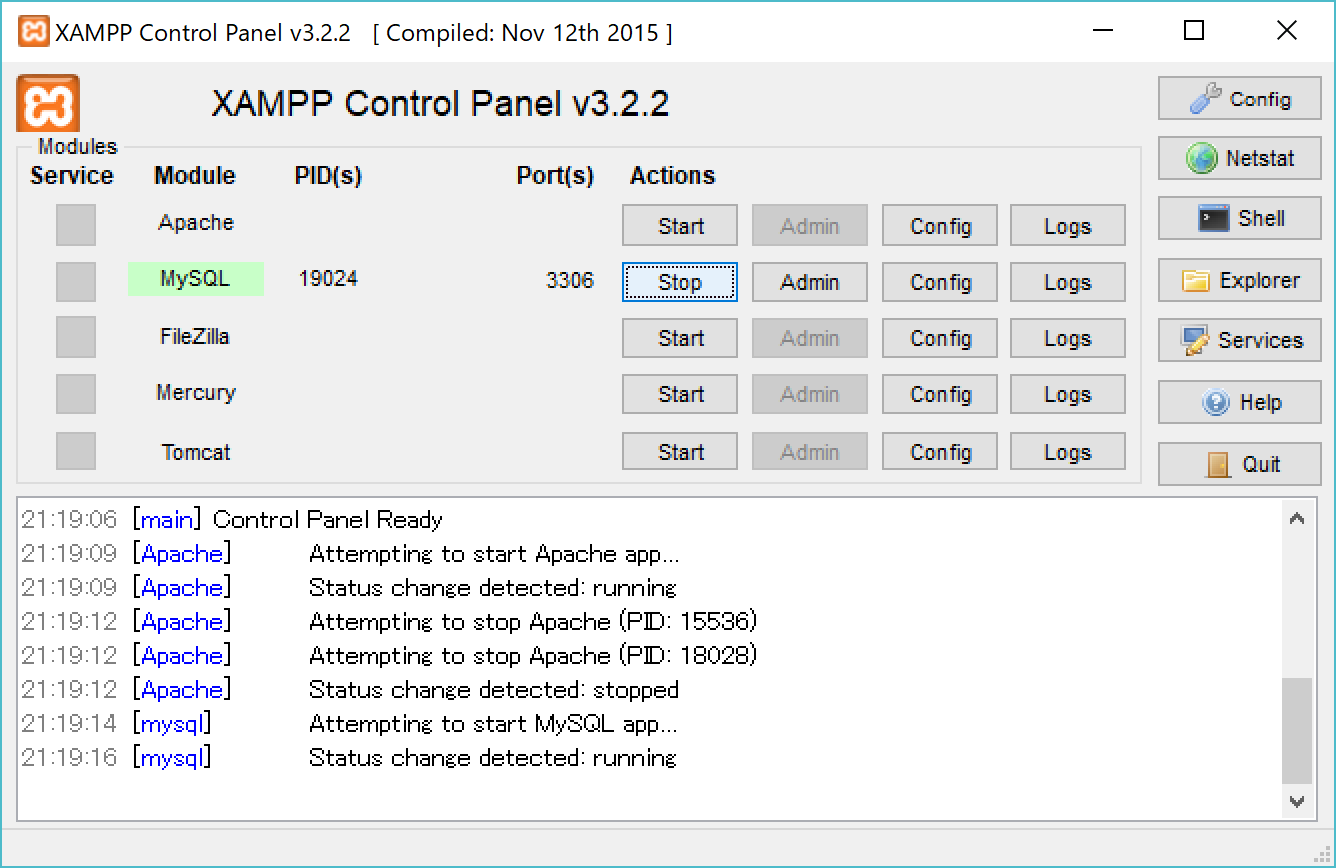 XAMPP Control Panel v3.2.2 [ Compiled: Nov 12th 2015 ]
XAMPP Control Panel v3.2.2
Config
Modules
Netstat
Service Module PID(s) Port(s) Actions
Apache Start Admin Config Logs
Shell
MySQL 19024 3306 Stop Admin Config Logs
Explorer
FileZilla Start Admin Config Logs
Services
Mercury Start Admin Config Logs
Help
Tomcat Start Admin Config Logs
Quit
21:19:06 [main] Control Panel Ready
21:19:09 [Apache] Attempting to start Apache app...
21:19:09 [Apache] Status change detected: running
21:19:12 [Apache] Attempting to stop Apache (PID: 15536)
21:19:12 [Apache] Attempting to stop Apache (PID: 18028)
21:19:12 [Apache] Status change detected: stopped
21:19:14 [mysql] Attempting to start MySQL app...
21:19:16 [mysql] Status change detected: running